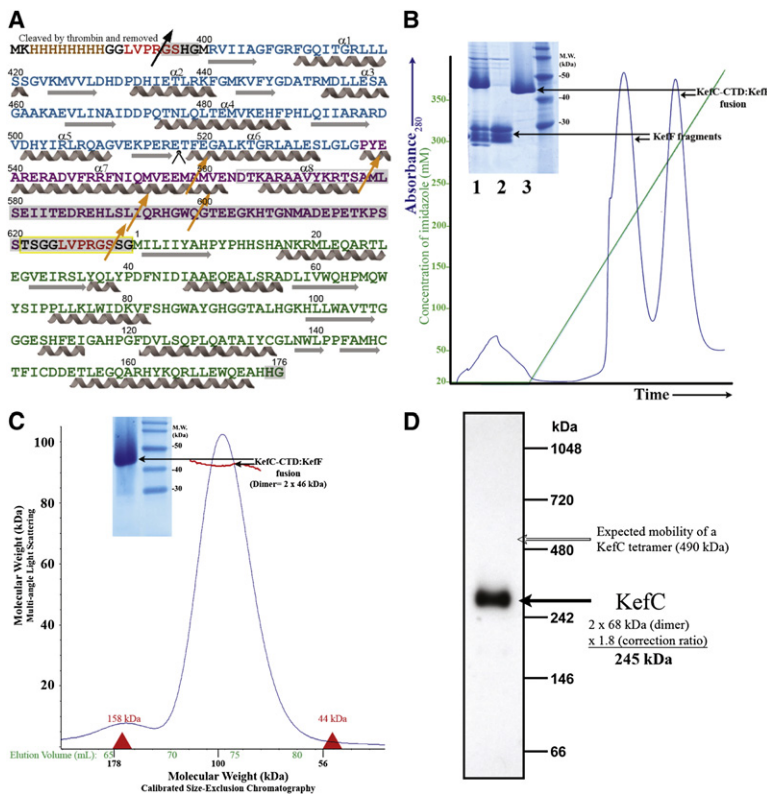 A
Cleaved by thrombin and removed
400
MKHHHHHHHHGGLVPRGSHGMRVIIAGFGRFGQITGRLLL
α1
420
α2
440
α3
SSGVKMVVLDHDPDHIETLRKFGMKVFYGDATRMDLLESA
460
480
α4
GAAKAEVLINAIDDPQTNLQLTEMVKEHFPHLQIIARARD
500
α5
520
α6
VDHYIRLRQAGVEKPERETFEGALKTGRLALESLGLGPYE
540
α7
560
α8
ARERADVFRRFNIQMVEEMAMVENDTKARAAVYKRTSAML
580
600
SEIITEDREHLSLIQRHGWQGTEEGKHTGNMADEPETKPS
620
1
20
STSGGLVPRGSSGMILIIYAHPYPHHSHANKRMLEQARTL
40
60
EGVEIRSLYQLYPDFNIDIAAEQEALSRADLIVWQHPMQW
80
100
YSIPPLLKLWIDKVFSHGWAYGHGGTALHGKHLLWAVTTG
120
140
GGESHFEIGAHPGFDVLSQPLQATAIYCGLNWLPPFAMHC
160
176
TFICDDETLEGQARHYKQRLLEWQEAHHG
B
Absorbance280
Concentration of imidazole (mM)
350
300
250
200
150
100
50
20
M.W.
(kDa)
-50
-40
-30
1 2 3
KefC-CTD:KefF
fusion
KefF fragments
Time
C
Molecular Weight (kDa)
Multi-angle Light Scattering
100
80
60
40
20
M.W.
(kDa)
-50
-40
-30
KefC-CTD:KefF
fusion
(Dimer= 2 x 46 kDa)
158 kDa
44 kDa
Elution Volume (mL): 65 70 75 80
178 100 56
Molecular Weight (kDa)
Calibrated Size-Exclusion Chromatography
D
kDa
1048
720
480
242
146
66
Expected mobility of a
KefC tetramer (490 kDa)
KefC
2 x 68 kDa (dimer)
x 1.8 (correction ratio)
245 kDa